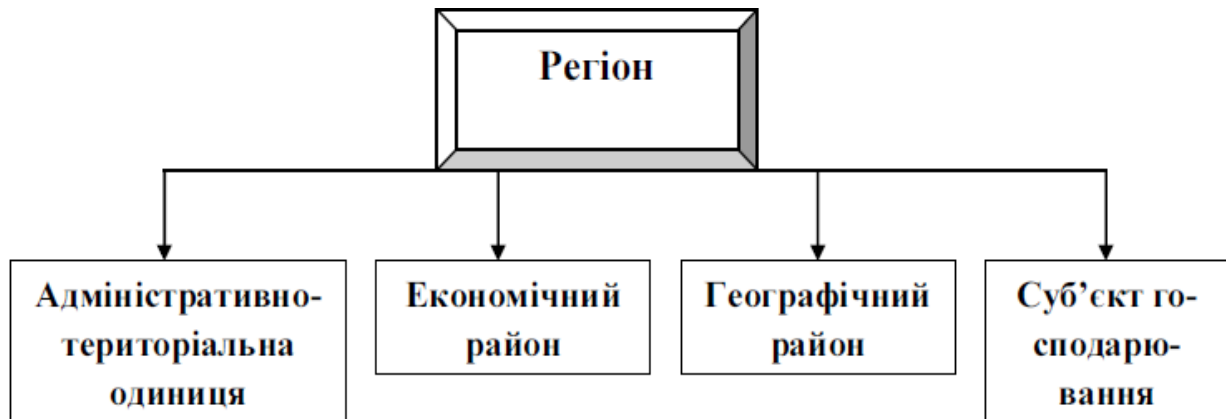 Регіон
Адміністративно-
територіальна
одиниця
Економічний
район
Географічний
район
Суб’єкт го-
сподарю-
вання